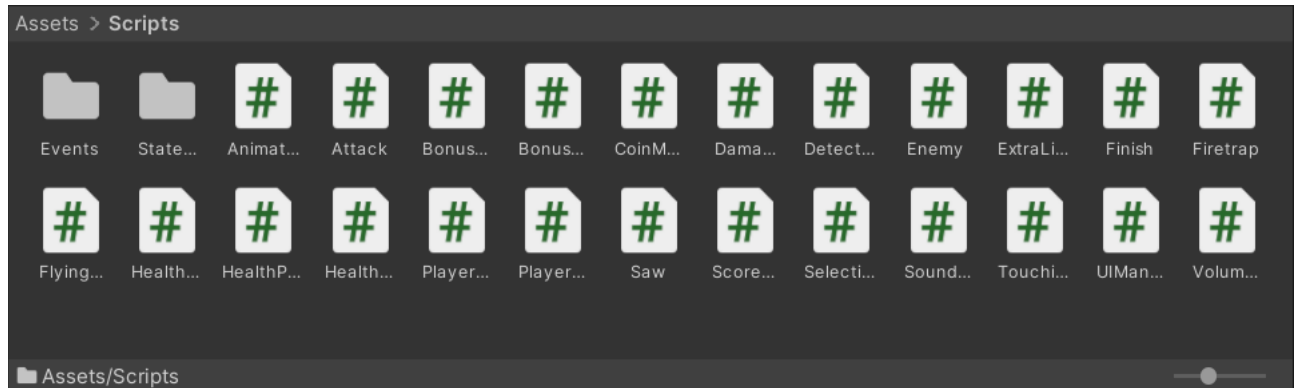 Assets > Scripts
Events State... Animat... Attack Bonus... Bonus... CoinM... Dama... Detect... Enemy ExtraLi... Finish Firetrap
Flying... Health... HealthP... Health... Player... Player... Saw Score... Selecti... Sound... Touchi... UIMan... Volum...
Assets/Scripts